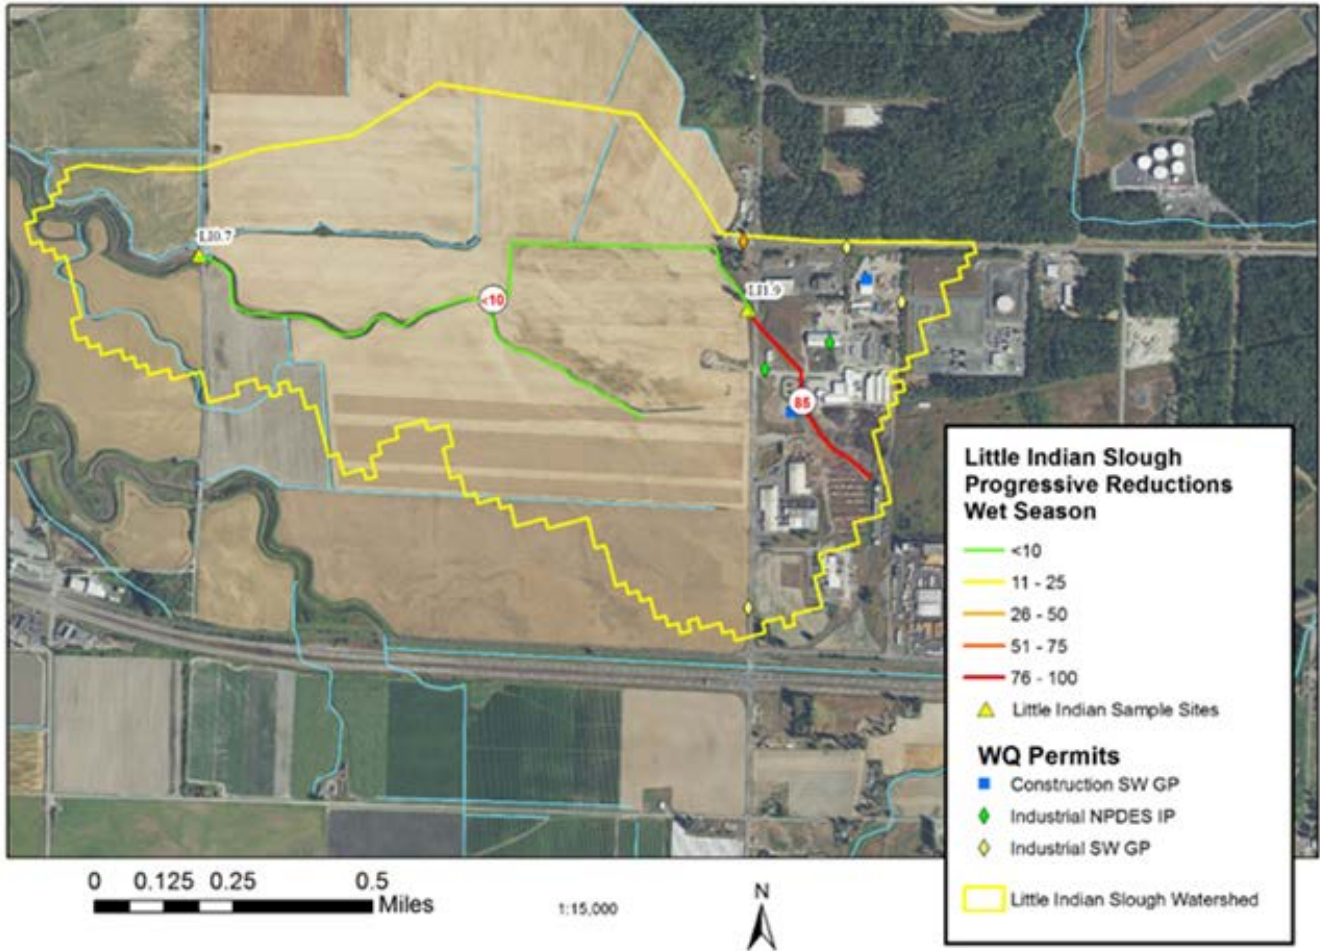 LI0.7
<10
LI1.9
85
Little Indian Slough
Progressive Reductions
Wet Season
<10
11 - 25
26 - 50
51 - 75
76 - 100
Little Indian Sample Sites
WQ Permits
Construction SW GP
Industrial NPDES IP
Industrial SW GP
Little Indian Slough Watershed
0 0.125 0.25 0.5
Miles
1:15,000
N